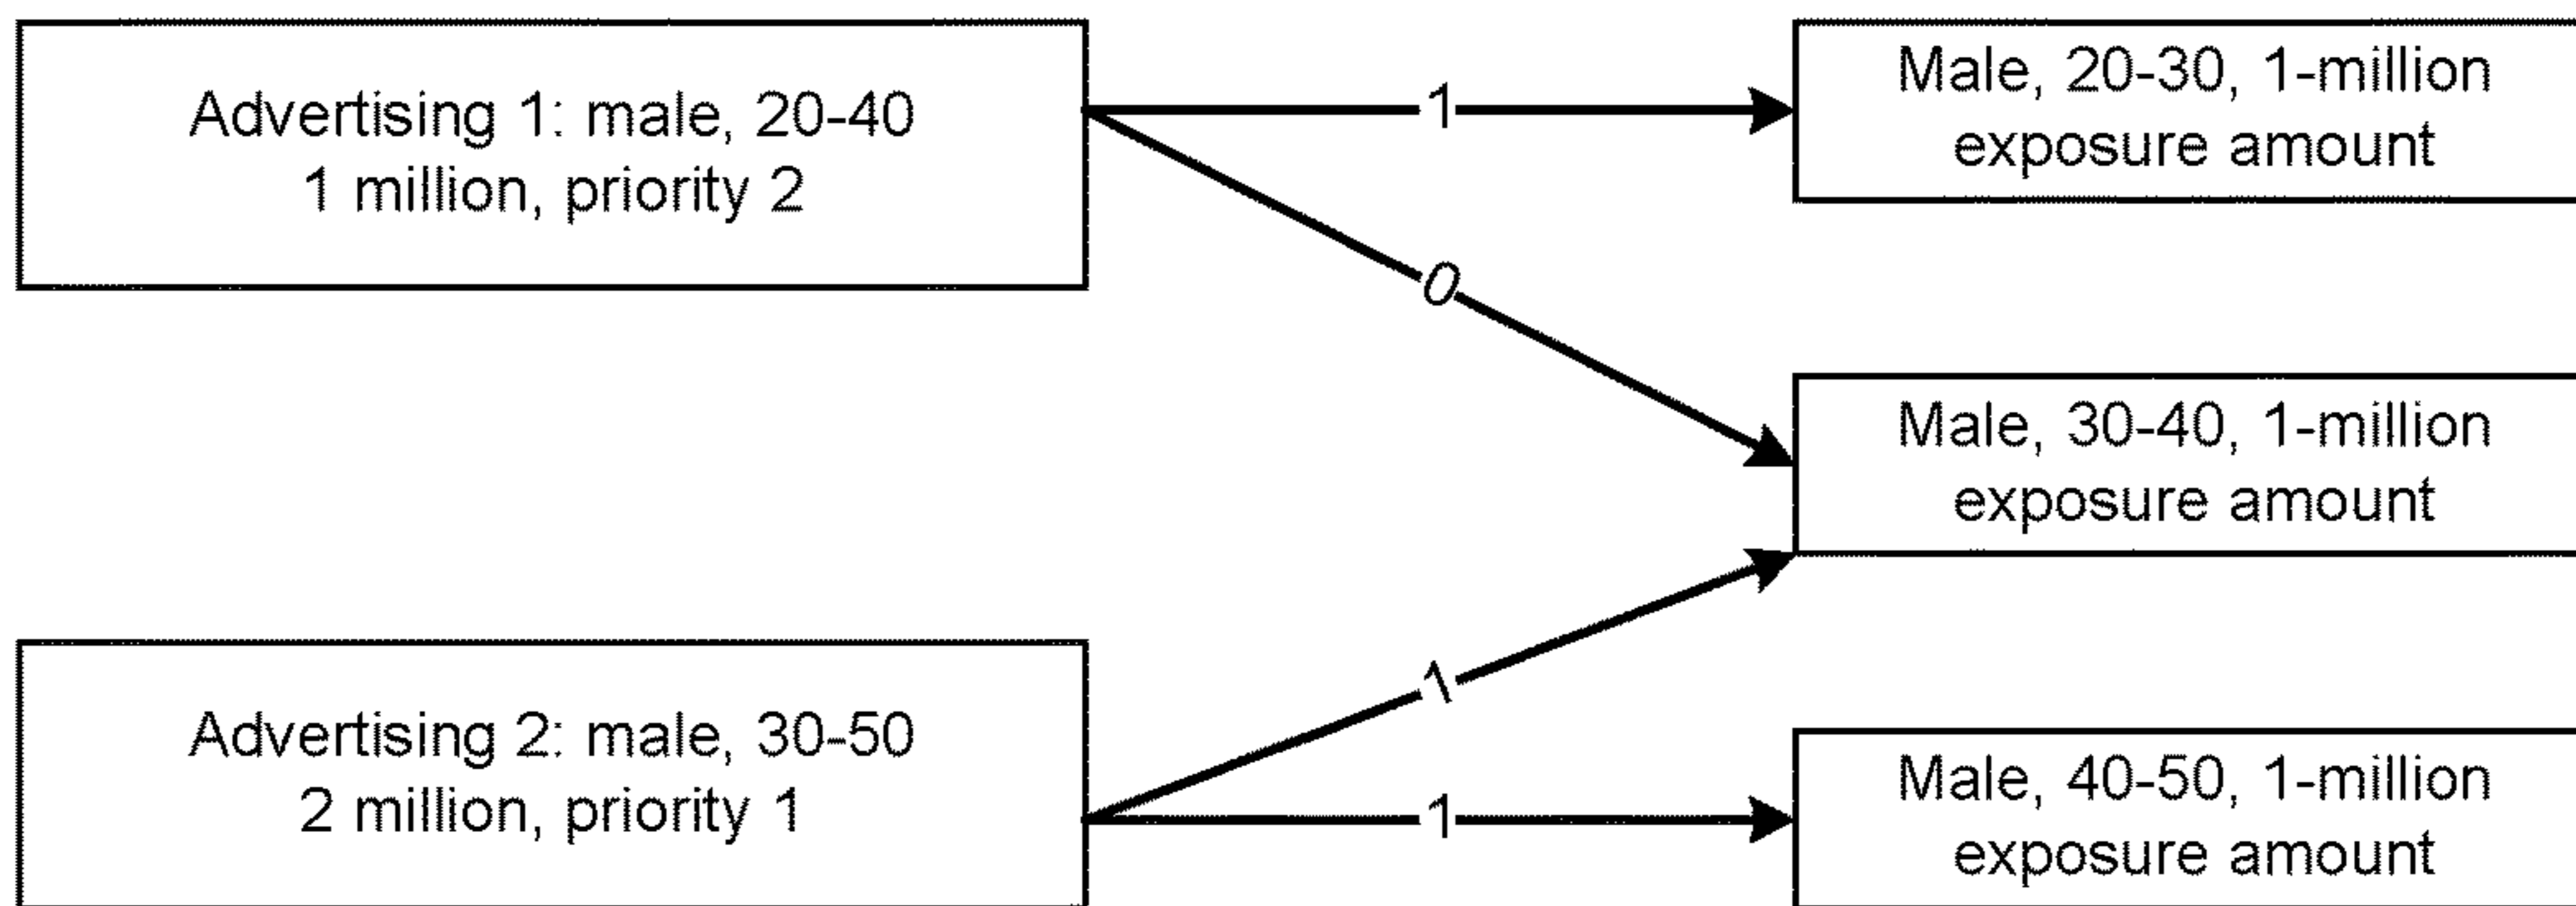 Advertising 1: male, 20-40
1 million, priority 2
1
0
Male, 20-30, 1-million
exposure amount
Male, 30-40, 1-million
exposure amount
Advertising 2: male, 30-50
2 million, priority 1
1
1
Male, 40-50, 1-million
exposure amount